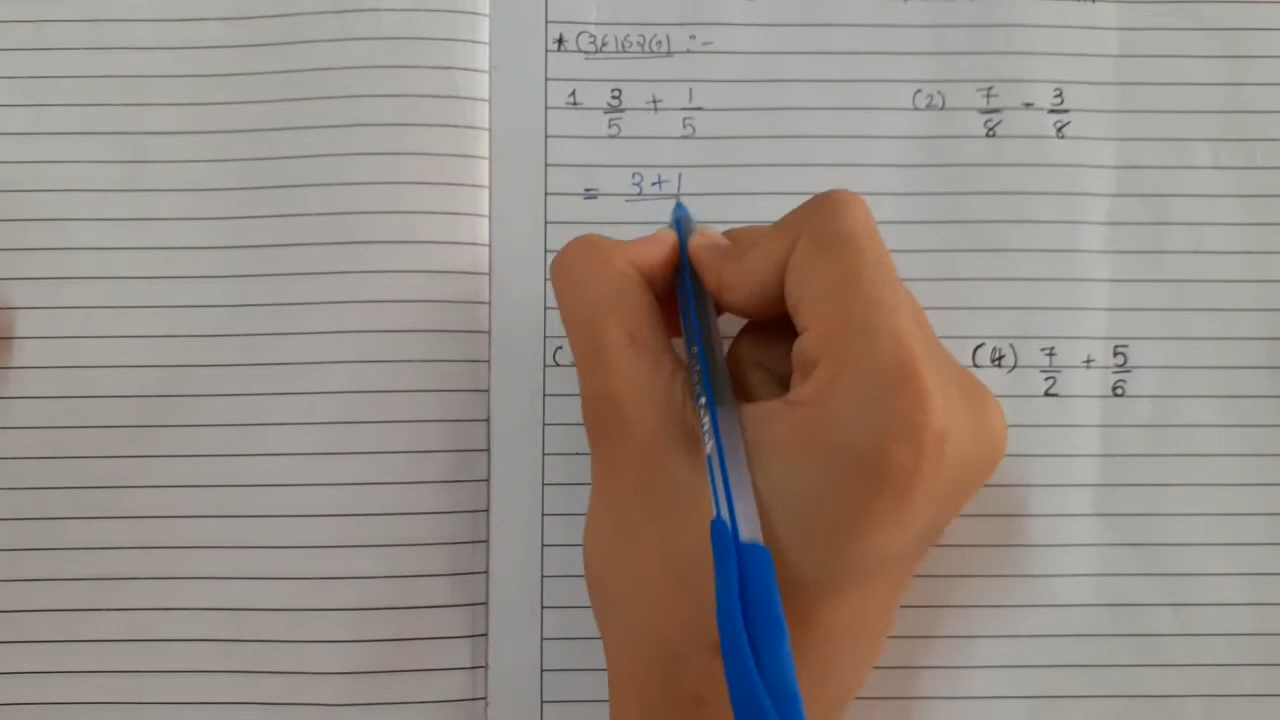 1 3/5 + 1/5
(2) 7/8 - 3/8
= 3+1
(4) 7/2 + 5/6